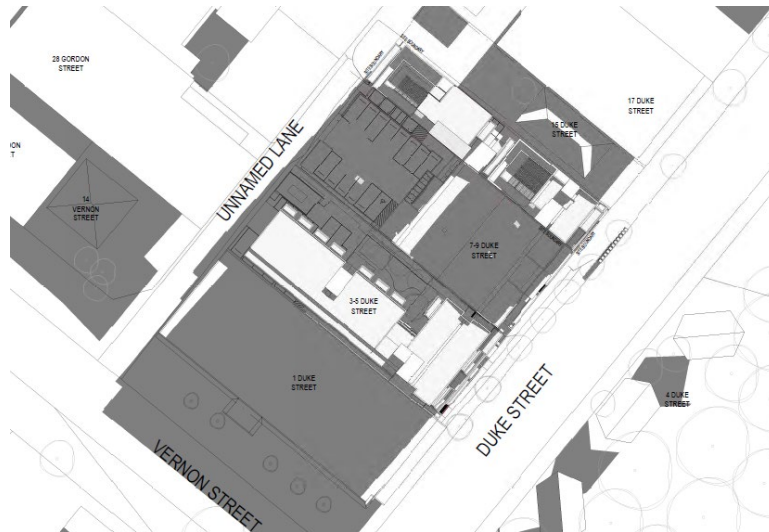 28 GORDON
STREET
17 DUKE
STREET
15 DUKE
STREET
UNNAMED LANE
14
VERNON
STREET
7-9 DUKE
STREET
3-5 DUKE
STREET
1 DUKE
STREET
4 DUKE
STREET
DUKE STREET
VERNON STREET